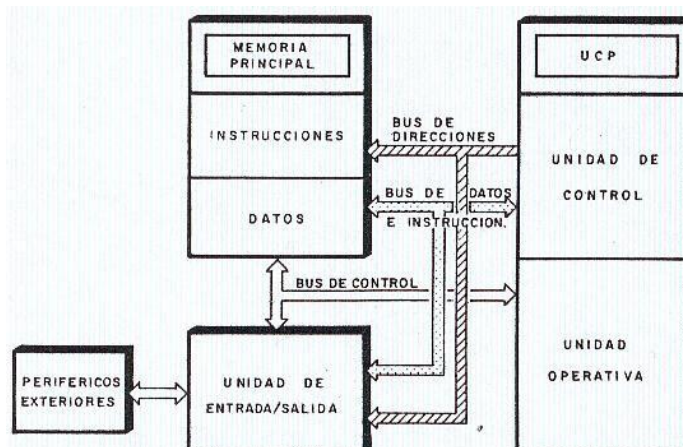 MEMORIA
PRINCIPAL
UCP
BUS DE
DIRECCIONES
INSTRUCCIONES
UNIDAD DE
CONTROL
BUS DE DATOS
E INSTRUCCION.
DATOS
BUS DE CONTROL
UNIDAD
OPERATIVA
PERIFERICOS
EXTERIORES
UNIDAD DE
ENTRADA/SALIDA